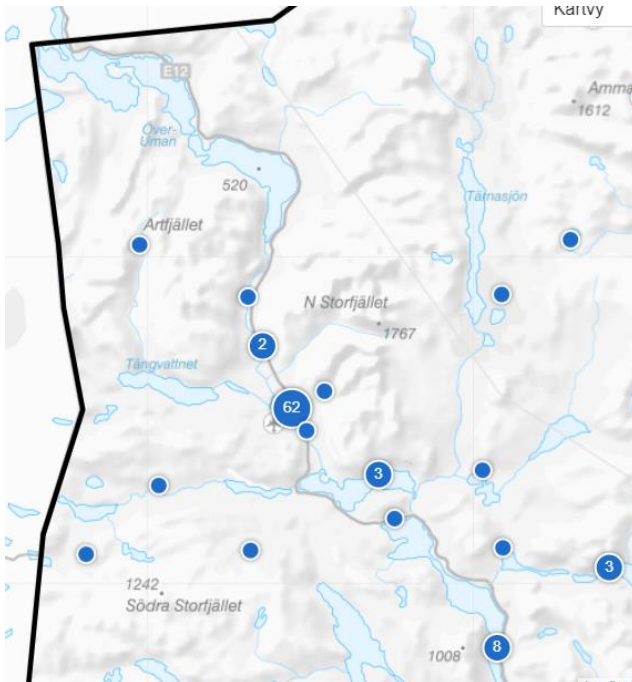 Kartvy
E12
Amma
1612
Över-
Uman
520
Tärnasjön
Artfjället
N Storfjället
1767
2
Tängvattnet
62
3
3
1242
Södra Storfjället
8
1008